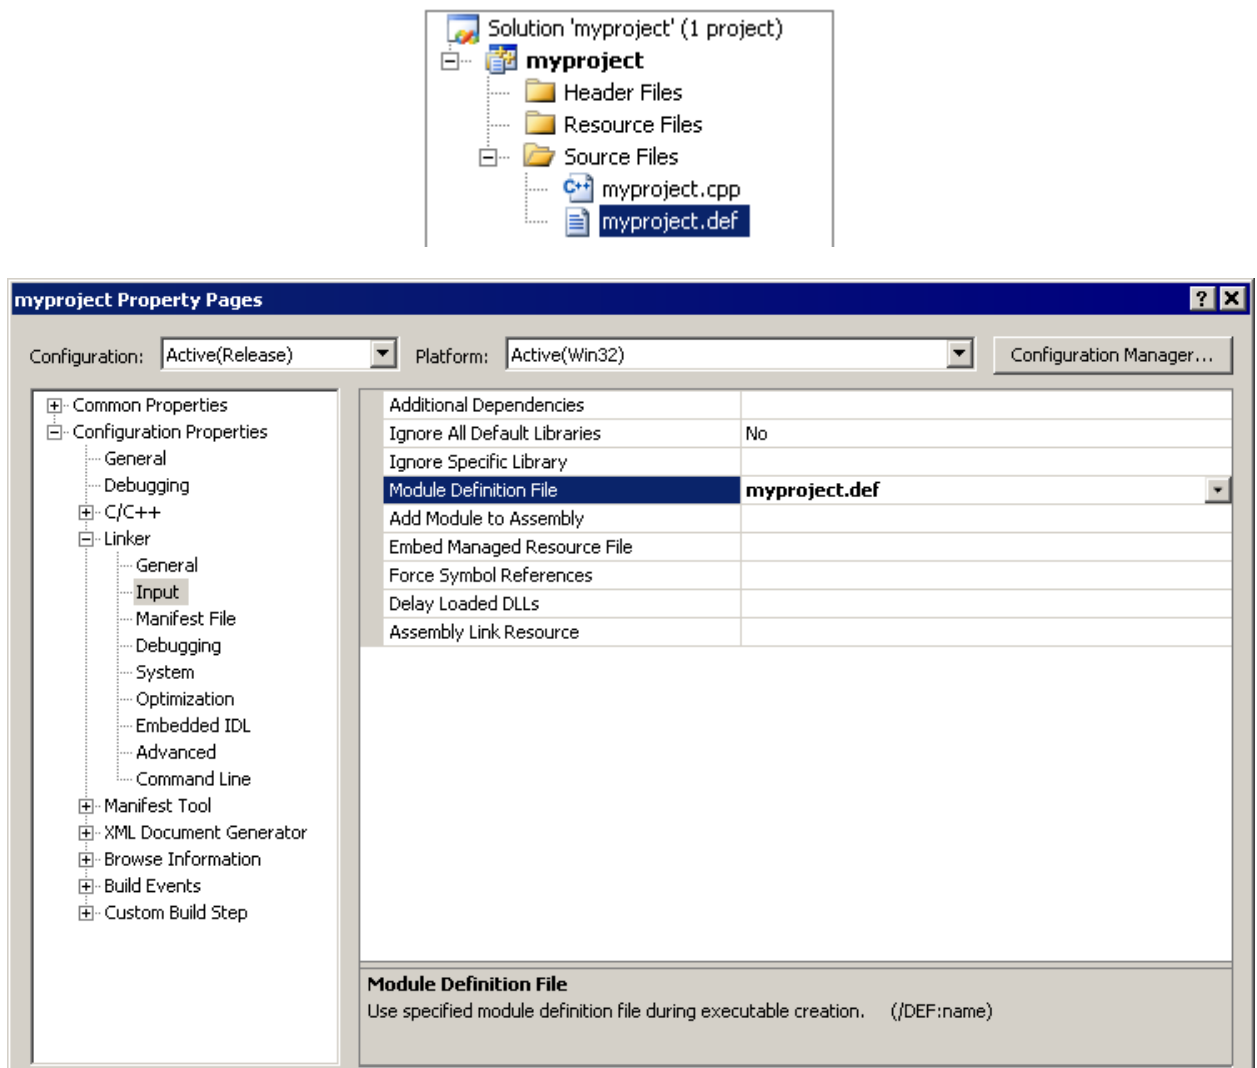 Solution 'myproject' (1 project)
myproject
Header Files
Resource Files
Source Files
myproject.cpp
myproject.def
myproject Property Pages
Configuration: Active(Release) Platform: Active(Win32) Configuration Manager...
Common Properties
Configuration Properties
General
Debugging
C/C++
Linker
General
Input
Manifest File
Debugging
System
Optimization
Embedded IDL
Advanced
Command Line
Manifest Tool
XML Document Generator
Browse Information
Build Events
Custom Build Step
Additional Dependencies
Ignore All Default Libraries No
Ignore Specific Library
Module Definition File myproject.def
Add Module to Assembly
Embed Managed Resource File
Force Symbol References
Delay Loaded DLLs
Assembly Link Resource
Module Definition File
Use specified module definition file during executable creation. (/DEF:name)